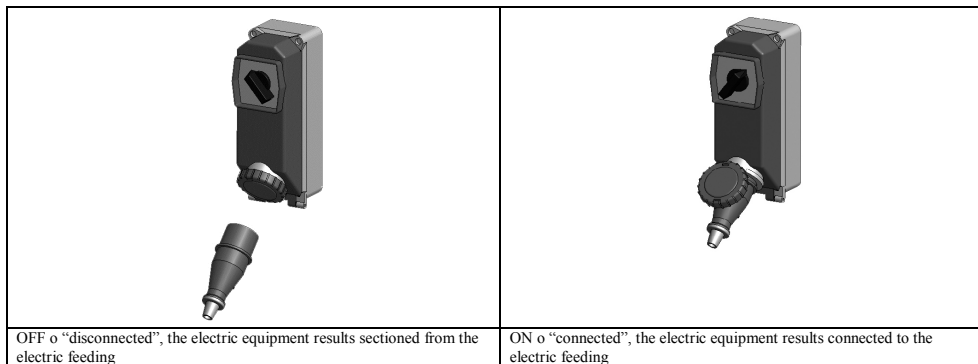 OFF o “disconnected”, the electric equipment results sectioned from the
electric feeding
ON o “connected”, the electric equipment results connected to the
electric feeding